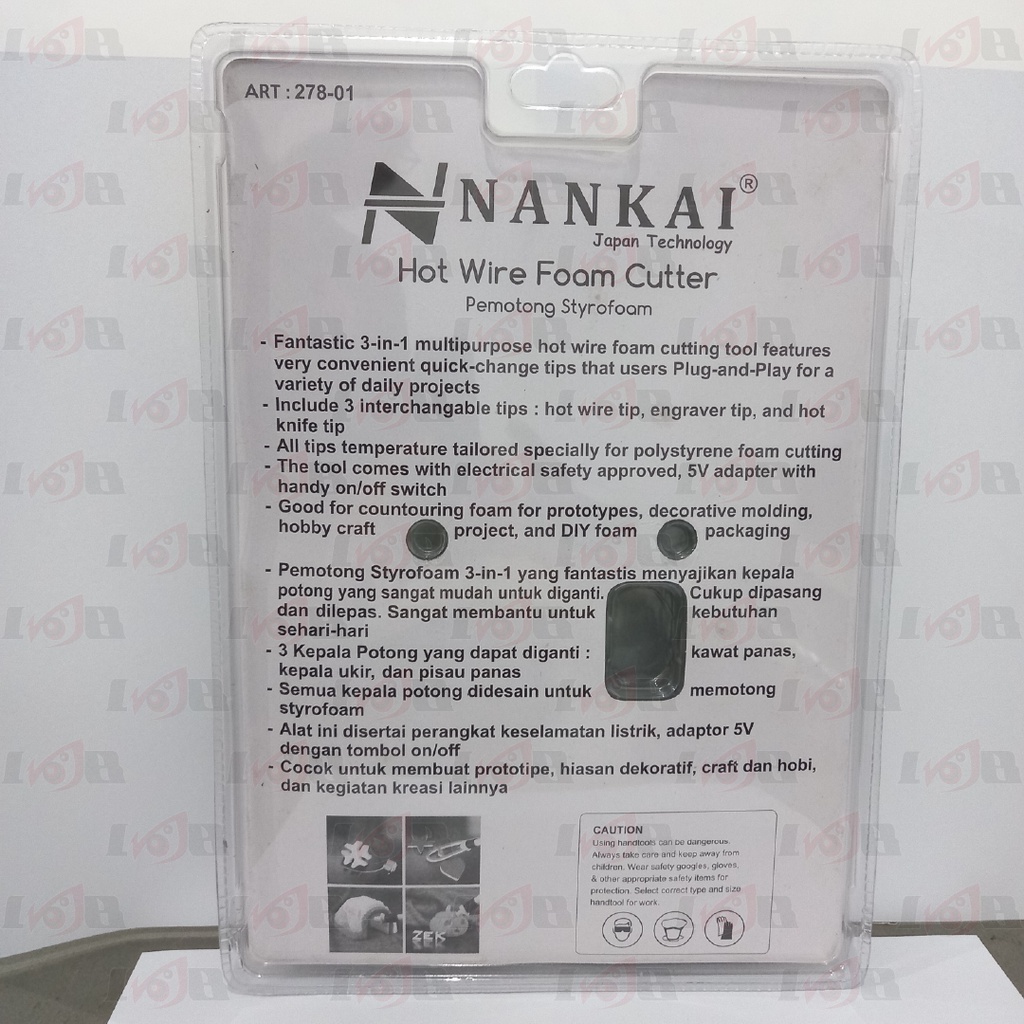 ART : 278-01
NANKAI®
Japan Technology
Hot Wire Foam Cutter
Pemotong Styrofoam
- Fantastic 3-in-1 multipurpose hot wire foam cutting tool features
very convenient quick-change tips that users Plug-and-Play for a
variety of daily projects
- Include 3 interchangable tips : hot wire tip, engraver tip, and hot
knife tip
- All tips temperature tailored specially for polystyrene foam cutting
- The tool comes with electrical safety approved, 5V adapter with
handy on/off switch
- Good for countouring foam for prototypes, decorative molding,
hobby craft project, and DIY foam packaging
- Pemotong Styrofoam 3-in-1 yang fantastis menyajikan kepala
potong yang sangat mudah untuk diganti. Cukup dipasang
dan dilepas. Sangat membantu untuk kebutuhan
sehari-hari
- 3 Kepala Potong yang dapat diganti : kawat panas,
kepala ukir, dan pisau panas
- Semua kepala potong didesain untuk memotong
styrofoam
- Alat ini disertai perangkat keselamatan listrik, adaptor 5V
dengan tombol on/off
- Cocok untuk membuat prototipe, hiasan dekoratif, craft dan hobi,
dan kegiatan kreasi lainnya
ZEK
CAUTION
Using handtools can be dangerous.
Always take care and keep away from
children. Wear safety googles, gloves,
& other appropriate safety items for
protection. Select correct type and size
handtool for work.